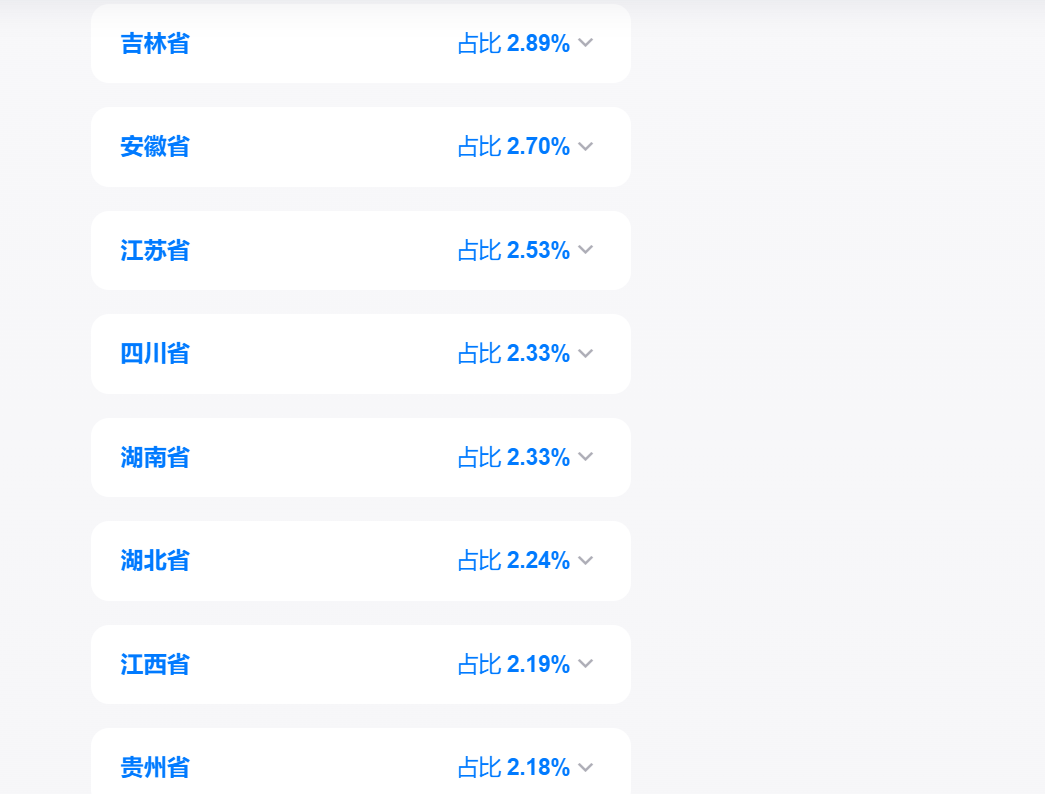 吉林省 占比 2.89%
安徽省 占比 2.70%
江苏省 占比 2.53%
四川省 占比 2.33%
湖南省 占比 2.33%
湖北省 占比 2.24%
江西省 占比 2.19%
贵州省 占比 2.18%